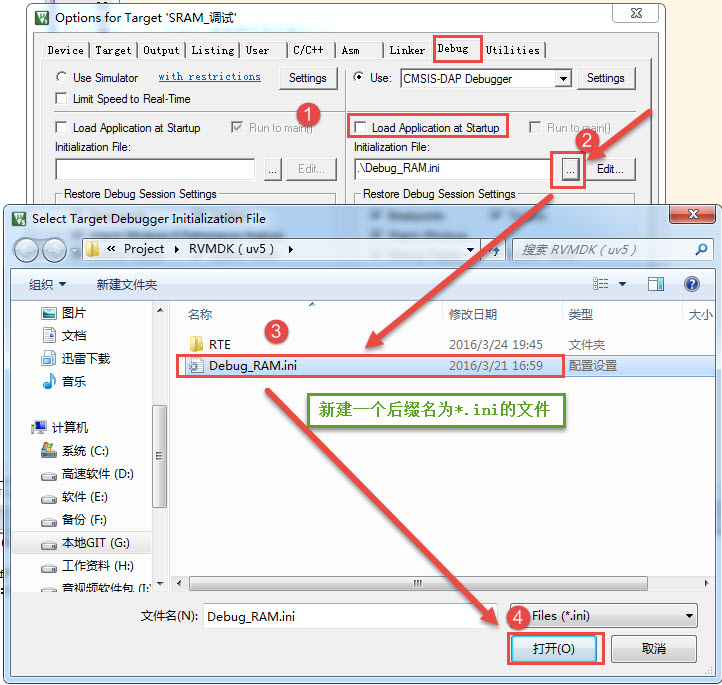 Options for Target 'SRAM_调试'
Device Target Output Listing User C/C++ Asm Linker Debug Utilities
Use Simulator with restrictions Settings Use: CMSIS-DAP Debugger Settings
Limit Speed to Real-Time
1
Load Application at Startup Run to main() Load Application at Startup Run to main()
2
Initialization File: Initialization File:
... Edit... .\Debug_RAM.ini ... Edit...
Restore Debug Session Settings Restore Debug Session Settings
Select Target Debugger Initialization File
« Project RVMDK ( uv5 ) 搜索 RVMDK ( uv5 )
组织 新建文件夹
图片 名称 修改日期 类型 大小
文档 3 RTE 2016/3/24 19:45 文件夹
迅雷下载 Debug_RAM.ini 2016/3/21 16:59 配置设置
音乐
新建一个后缀名为*.ini的文件
计算机
系统 (C:)
高速软件 (D:)
软件 (E:)
备份 (F:)
本地GIT (G:)
工作资料 (H:)
音视频软件包 (I:)
文件名(N): Debug_RAM.ini 4 Files (*.ini)
打开(O) 取消